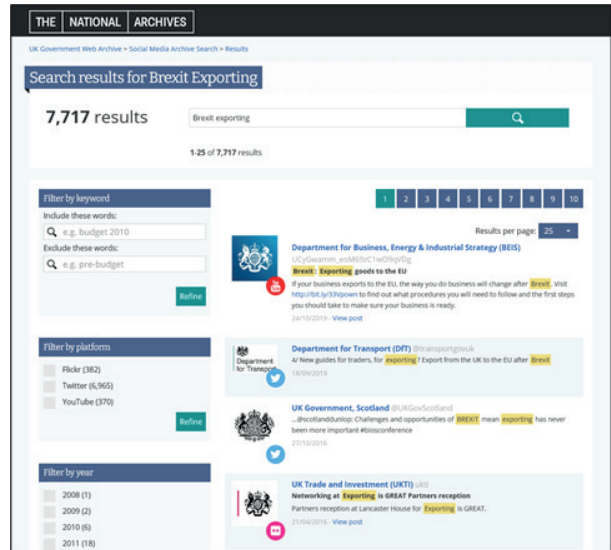 THE NATIONAL ARCHIVES
UK Government Web Archive > Social Media Archive Search > Results
Search results for Brexit Exporting
7,717 results
Brexit exporting
1-25 of 7,717 results
Filter by keyword
Include these words:
e.g. budget 2010
Exclude these words:
e.g. pre-budget
Refine
Filter by platform
Flickr (382)
Twitter (6,965)
YouTube (370)
Refine
Filter by year
2008 (1)
2009 (2)
2010 (6)
2011 (18)
1 2 3 4 5 6 7 8 9 10
Results per page: 25
Department for Business, Energy & Industrial Strategy (BEIS)
Brexit: Exporting goods to the EU
If your business exports to the EU, the way you do business will change after Brexit. Visit
http://bit.ly/33Vpown to find out what procedures you will need to follow and the first steps
you should take to make sure your business is ready.
24/10/2019 - View post
Department for Transport
Department for Transport (DfT) @transportgovuk
4/ New guides for traders, for exporting? Export from the UK to the EU after Brexit
18/09/2019
UK Government, Scotland @UKGovScotland
...@scotlanddunlop: Challenges and opportunities of BREXIT mean exporting has never
been more important #biosconference
27/10/2016
UK Trade and Investment (UKTI) ukti
Networking at Exporting is GREAT Partners reception
Partners reception at Lancaster House for Exporting is GREAT.
21/04/2016 - View post